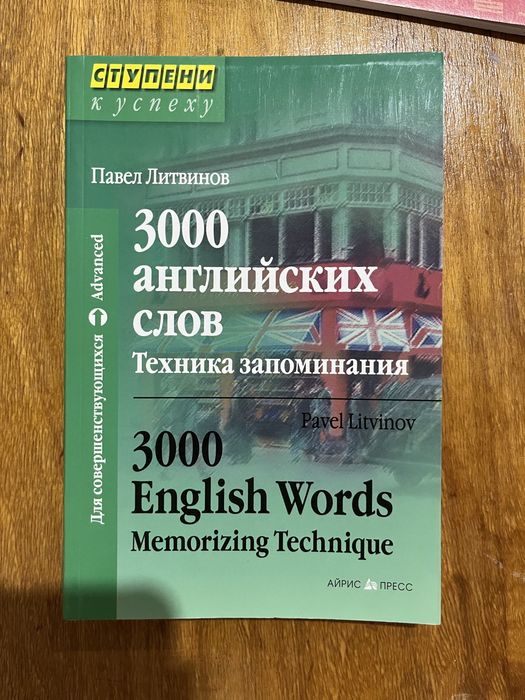 СТУПЕНИ
к успеху
Павел Литвинов
3000
английских
слов
Техника запоминания
Для совершенствующихся Advanced
Pavel Litvinov
3000
English Words
Memorizing Technique
АЙРИС ПРЕСС